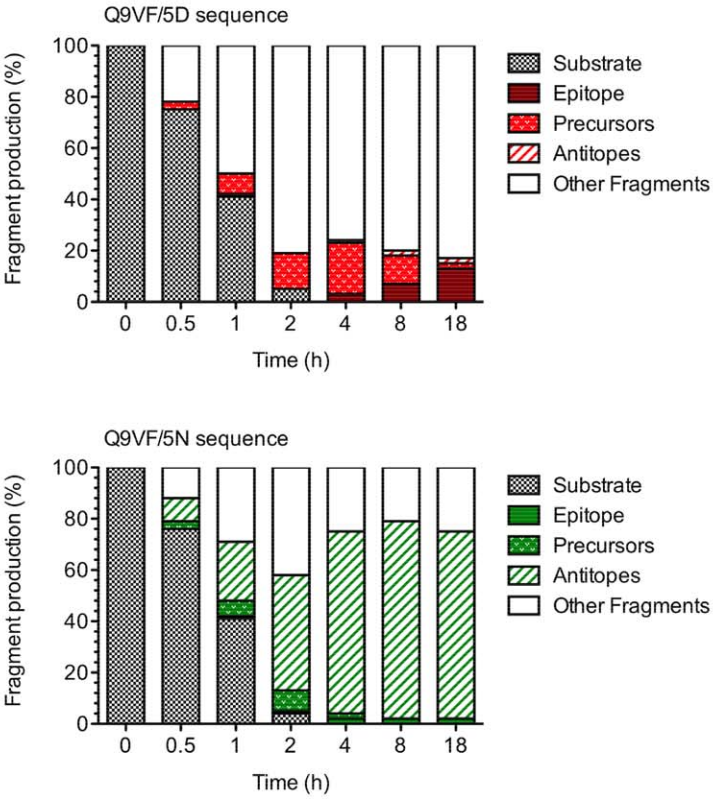 Q9VF/5D sequence
Fragment production (%)
100
80
60
40
20
0
0 0.5 1 2 4 8 18
Time (h)
Substrate
Epitope
Precursors
Antitopes
Other Fragments
Q9VF/5N sequence
Fragment production (%)
100
80
60
40
20
0
0 0.5 1 2 4 8 18
Time (h)
Substrate
Epitope
Precursors
Antitopes
Other Fragments